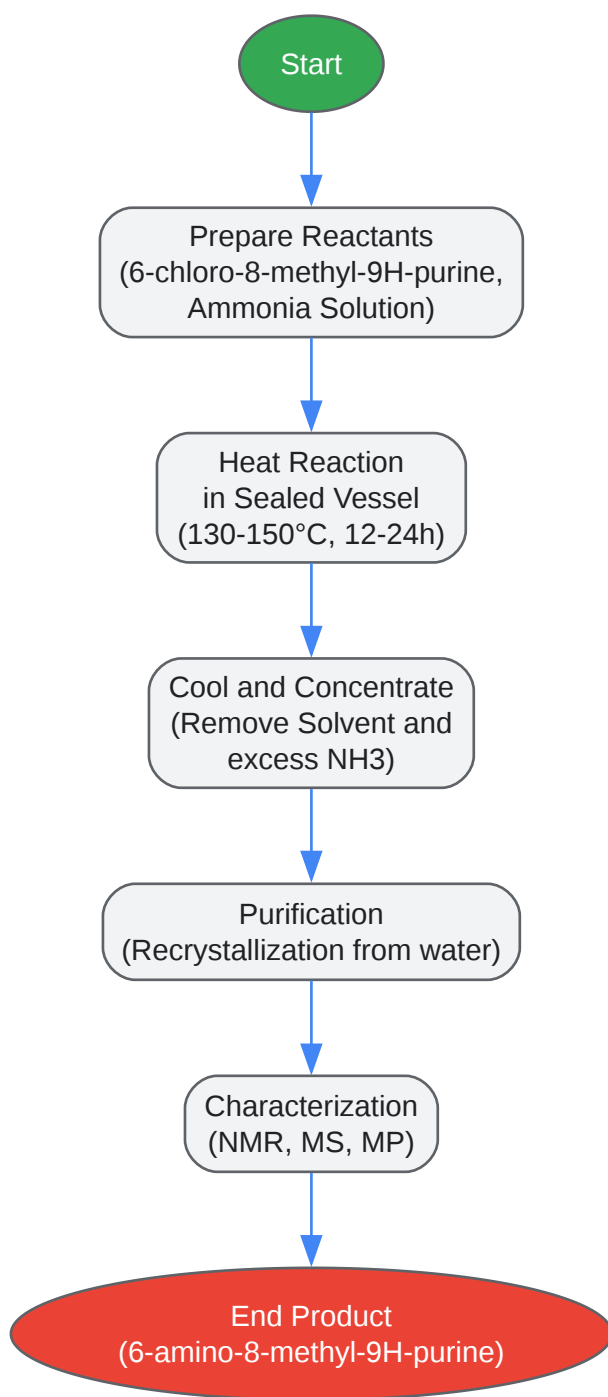 Start
Prepare Reactants
(6-chloro-8-methyl-9H-purine,
Ammonia Solution)
Heat Reaction
in Sealed Vessel
(130-150°C, 12-24h)
Cool and Concentrate
(Remove Solvent and
excess NH3)
Purification
(Recrystallization from water)
Characterization
(NMR, MS, MP)
End Product
(6-amino-8-methyl-9H-purine)